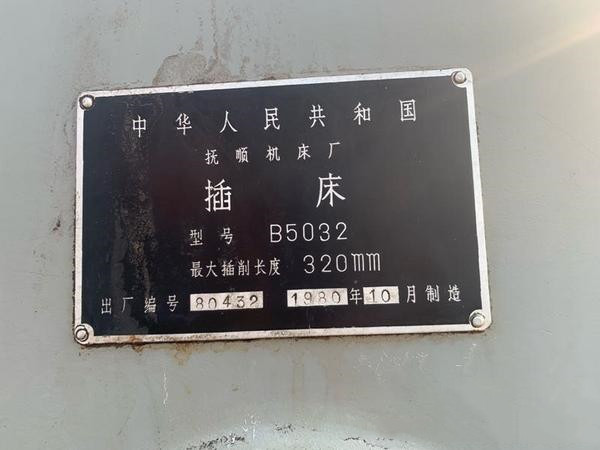 中华人民共和国
抚顺机床厂
插床
型号 B5032
最大插削长度 320mm
出厂编号 80432 1980年10月制造